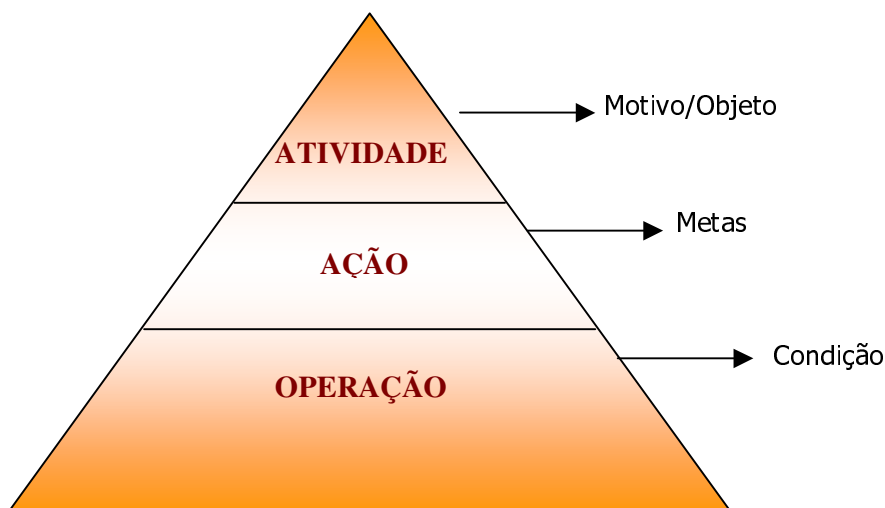 Motivo/Objeto
ATIVIDADE
Metas
AÇÃO
Condição
OPERAÇÃO